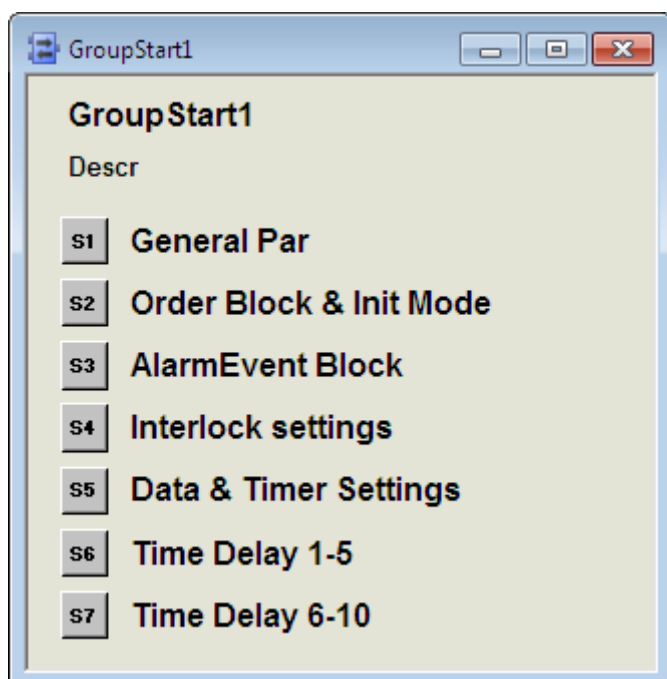 GroupStart1
GroupStart1
Descr
S1 General Par
S2 Order Block & Init Mode
S3 AlarmEvent Block
S4 Interlock settings
S5 Data & Timer Settings
S6 Time Delay 1-5
S7 Time Delay 6-10